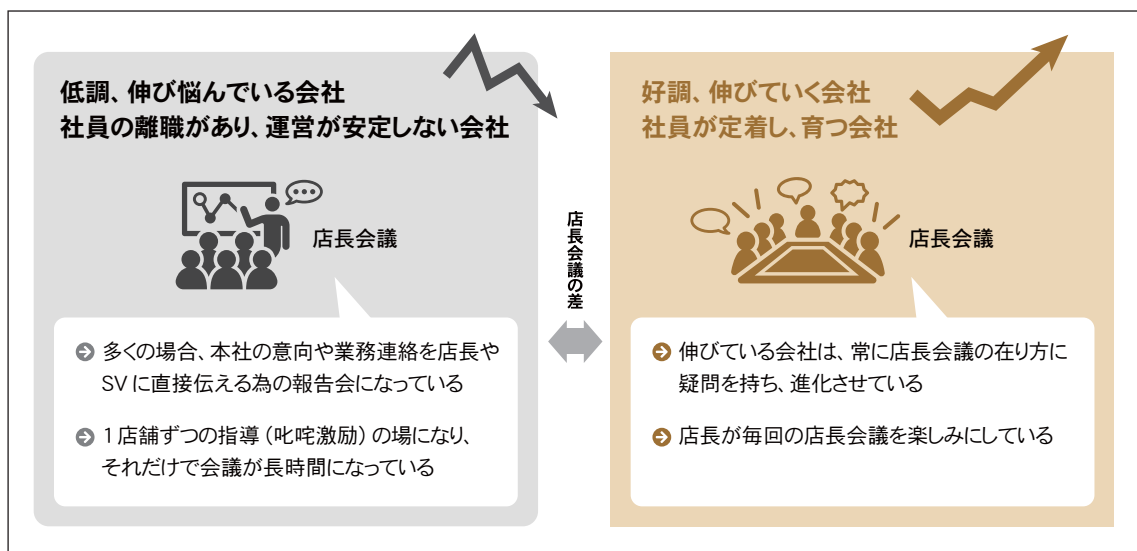 低調、伸び悩んでいる会社
社員の離職があり、運営が安定しない会社
店長会議
多くの場合、本社の意向や業務連絡を店長や
SVに直接伝える為の報告会になっている
1店舗ずつの指導（叱咤激励）の場になり、
それだけで会議が長時間になっている
店長会議の差
好調、伸びていく会社
社員が定着し、育つ会社
店長会議
伸びている会社は、常に店長会議の在り方に
疑問を持ち、進化させている
店長が毎回の店長会議を楽しみにしている